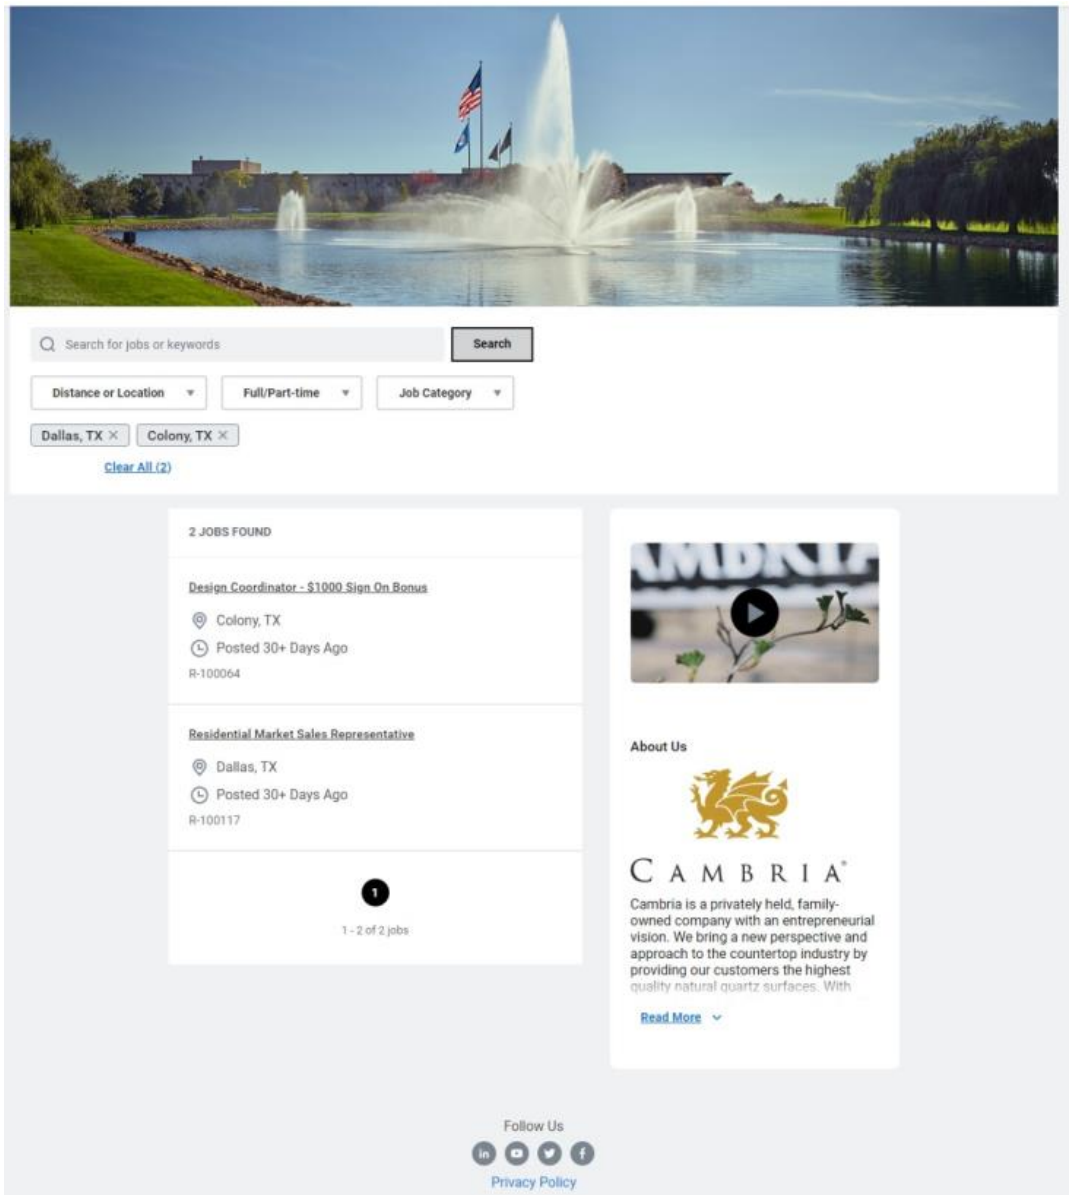 Search for jobs or keywords
Search
Distance or Location
Full/Part-time
Job Category
Dallas, TX
Colony, TX
Clear All (2)
2 JOBS FOUND
Design Coordinator - $1000 Sign On Bonus
Colony, TX
Posted 30+ Days Ago
R-100064
Residential Market Sales Representative
Dallas, TX
Posted 30+ Days Ago
R-100117
1
1 - 2 of 2 jobs
CAMBRIA
About Us
CAMBRIA®
Cambria is a privately held, family-
owned company with an entrepreneurial
vision. We bring a new perspective and
approach to the countertop industry by
providing our customers the highest
quality natural quartz surfaces. With
Read More
Follow Us
in
f
Privacy Policy